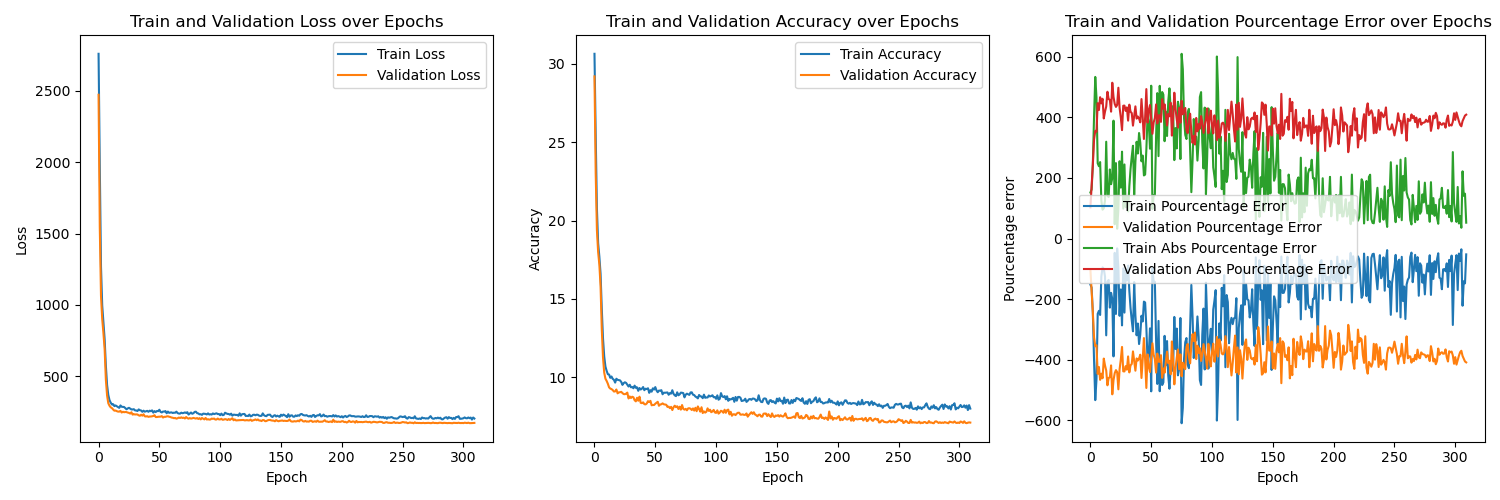 Train and Validation Loss over Epochs
Train Loss
Validation Loss
Loss
2500
2000
1500
1000
500
0
50
100
150
200
250
300
Epoch
Train and Validation Accuracy over Epochs
Train Accuracy
Validation Accuracy
Accuracy
30
25
20
15
10
0
50
100
150
200
250
300
Epoch
Train and Validation Pourcentage Error over Epochs
Train Pourcentage Error
Validation Pourcentage Error
Train Abs Pourcentage Error
Validation Abs Pourcentage Error
Pourcentage error
600
400
200
0
−200
−400
−600
0
50
100
150
200
250
300
Epoch